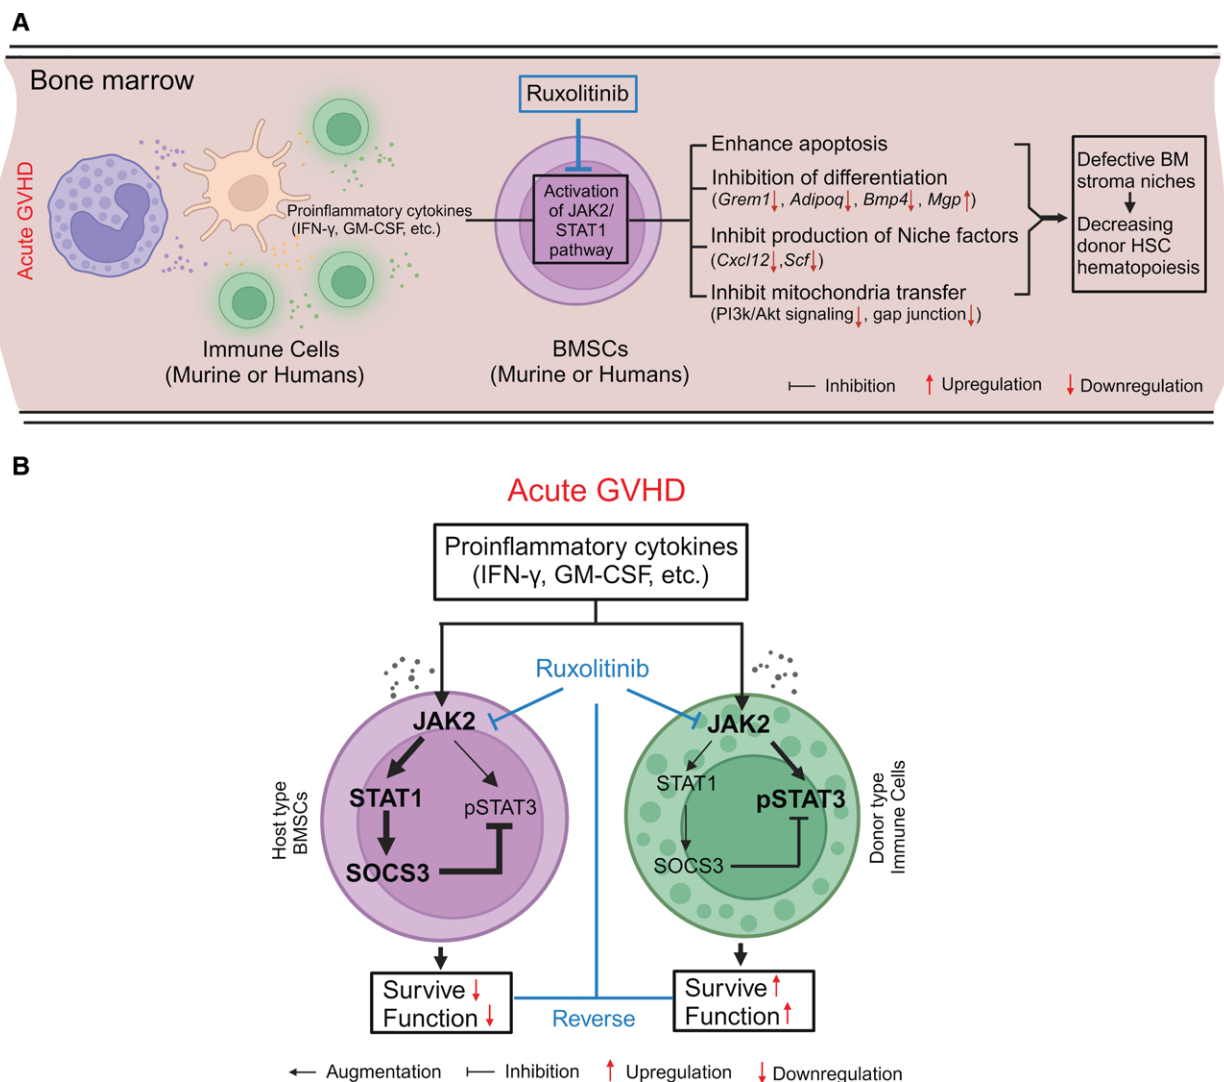 A
Bone marrow
Acute GVHD
Ruxolitinib
Proinflammatory cytokines
(IFN-γ, GM-CSF, etc.)
Activation
of JAK2/
STAT1
pathway
Enhance apoptosis
Inhibition of differentiation
(Grem1↓, Adipoq↓, Bmp4↓, Mgp↑)
Inhibit production of Niche factors
(Cxcl12↓,Scf↓)
Inhibit mitochondria transfer
(PI3k/Akt signaling↓, gap junction↓)
Defective BM
stroma niches
Decreasing
donor HSC
hematopoiesis
Immune Cells
(Murine or Humans)
BMSCs
(Murine or Humans)
Inhibition
Upregulation
Downregulation
B
Acute GVHD
Proinflammatory cytokines
(IFN-γ, GM-CSF, etc.)
Ruxolitinib
Host type
BMSCs
JAK2
STAT1
pSTAT3
SOCS3
JAK2
STAT1
pSTAT3
SOCS3
Donor type
Immune Cells
Survive↓
Function↓
Reverse
Survive↑
Function↑
Augmentation
Inhibition
Upregulation
Downregulation